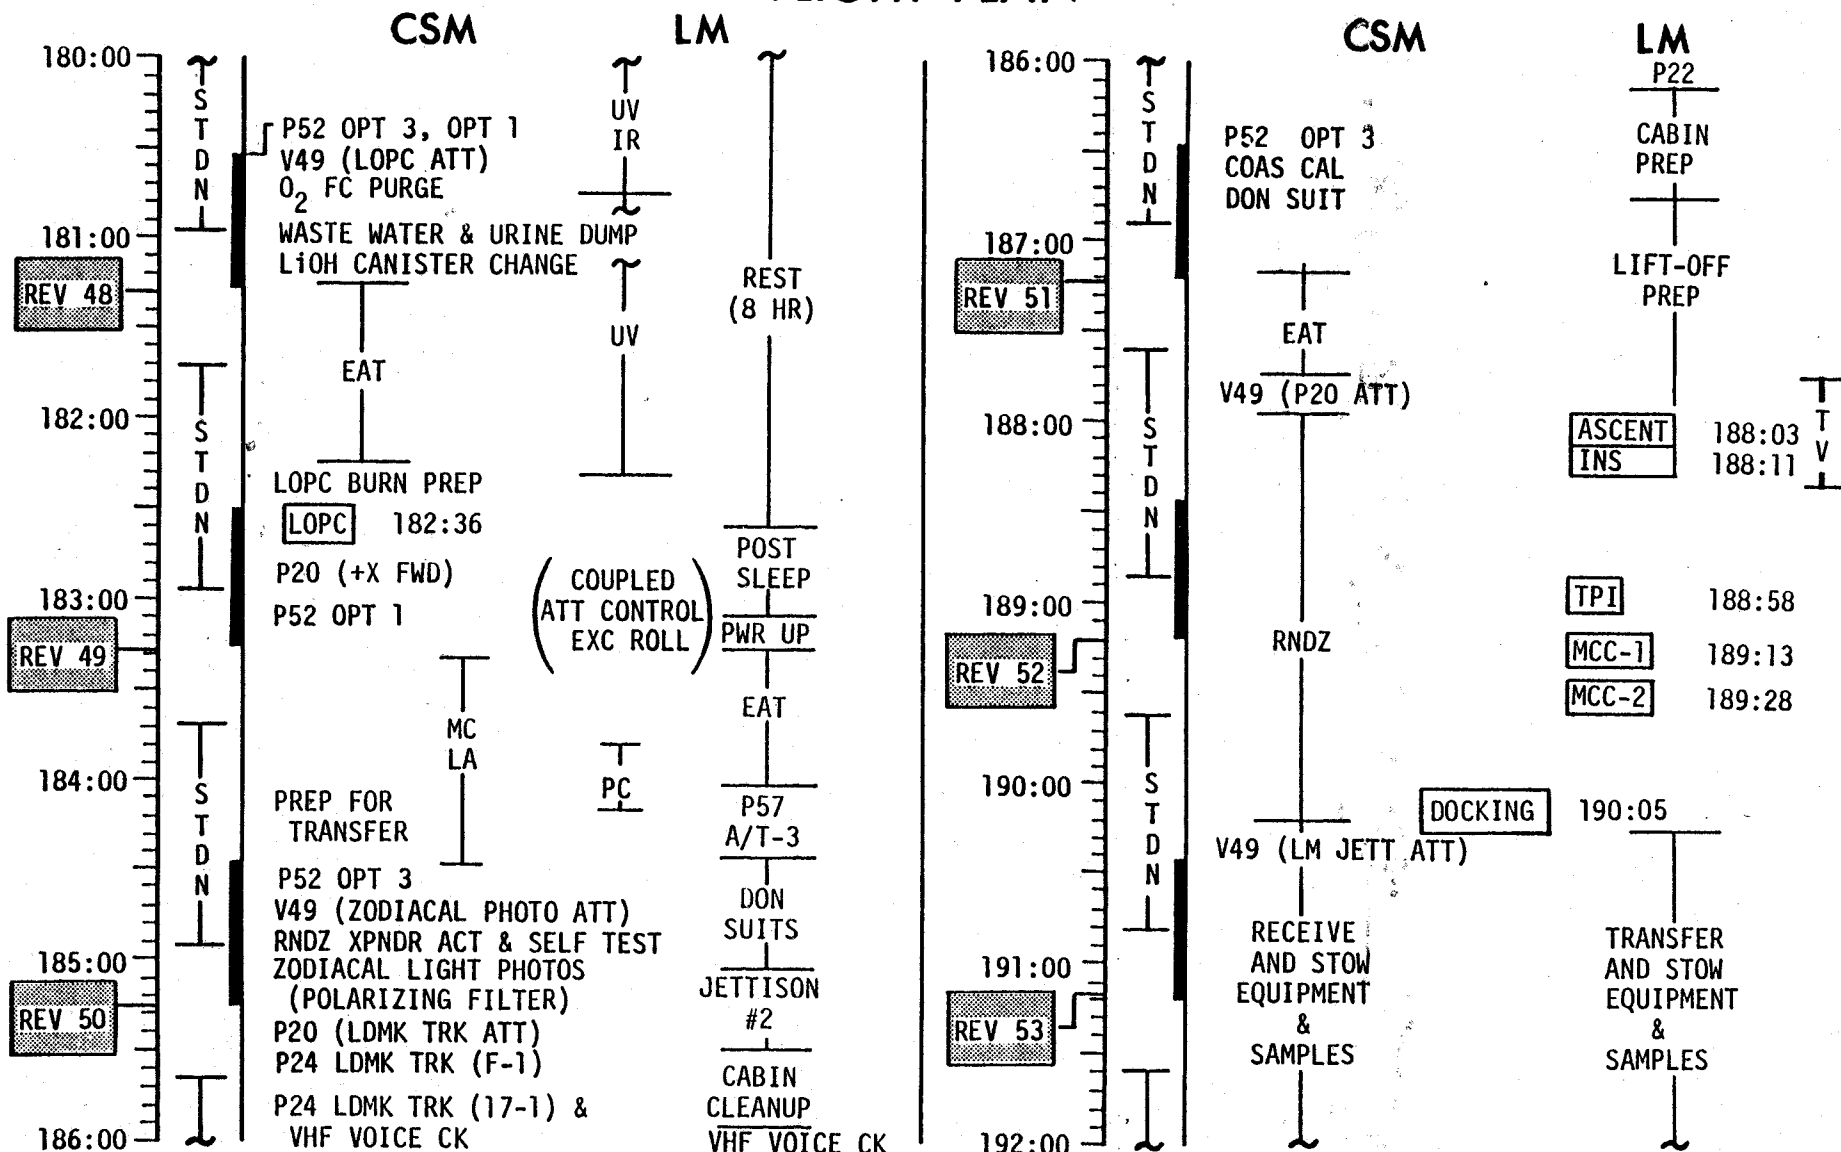 FLIGHT PLAN
CSM
LM
180:00
181:00
182:00
183:00
184:00
185:00
186:00
REV 48
REV 49
REV 50
STDN
STDN
STDN
P52 OPT 3, OPT 1
V49 (LOPC ATT)
O2 FC PURGE
WASTE WATER & URINE DUMP
LiOH CANISTER CHANGE
EAT
LOPC BURN PREP
LOPC 182:36
P20 (+X FWD)
P52 OPT 1
MC
LA
PREP FOR
TRANSFER
P52 OPT 3
V49 (ZODIACAL PHOTO ATT)
RNDZ XPNDR ACT & SELF TEST
ZODIACAL LIGHT PHOTOS
(POLARIZING FILTER)
P20 (LDMK TRK ATT)
P24 LDMK TRK (F-1)
P24 LDMK TRK (17-1) &
VHF VOICE CK
UV
IR
UV
(COUPLED
ATT CONTROL
EXC ROLL)
PC
REST
(8 HR)
POST
SLEEP
PWR UP
EAT
P57
A/T-3
DON
SUITS
JETTISON
#2
CABIN
CLEANUP
VHF VOICE CK
CSM
LM
186:00
187:00
188:00
189:00
190:00
191:00
192:00
REV 51
REV 52
REV 53
STDN
STDN
STDN
P52 OPT 3
COAS CAL
DON SUIT
EAT
V49 (P20 ATT)
RNDZ
DOCKING 190:05
V49 (LM JETT ATT)
RECEIVE
AND STOW
EQUIPMENT
&
SAMPLES
P22
CABIN
PREP
LIFT-OFF
PREP
ASCENT 188:03
INS 188:11
TV
TPI 188:58
MCC-1 189:13
MCC-2 189:28
TRANSFER
AND STOW
EQUIPMENT
&
SAMPLES